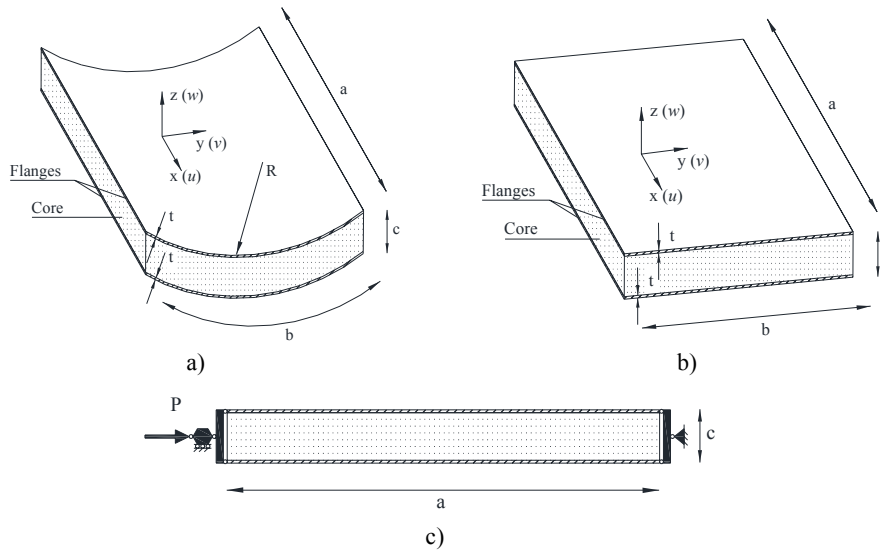 a
z (w)
y (v)
x (u)
R
Flanges
Core
t
t
c
b
a)
a
z (w)
y (v)
x (u)
Flanges
Core
t
t
b
b)
P
c
a
c)